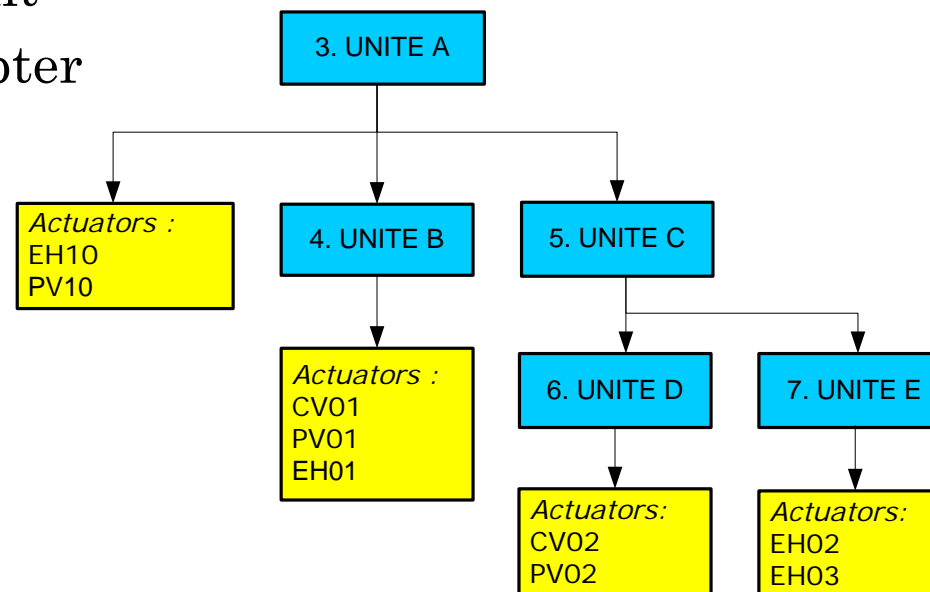 3. UNITE A
Actuators :
EH10
PV10
4. UNITE B
5. UNITE C
Actuators :
CV01
PV01
EH01
6. UNITE D
7. UNITE E
Actuators:
CV02
PV02
Actuators:
EH02
EH03